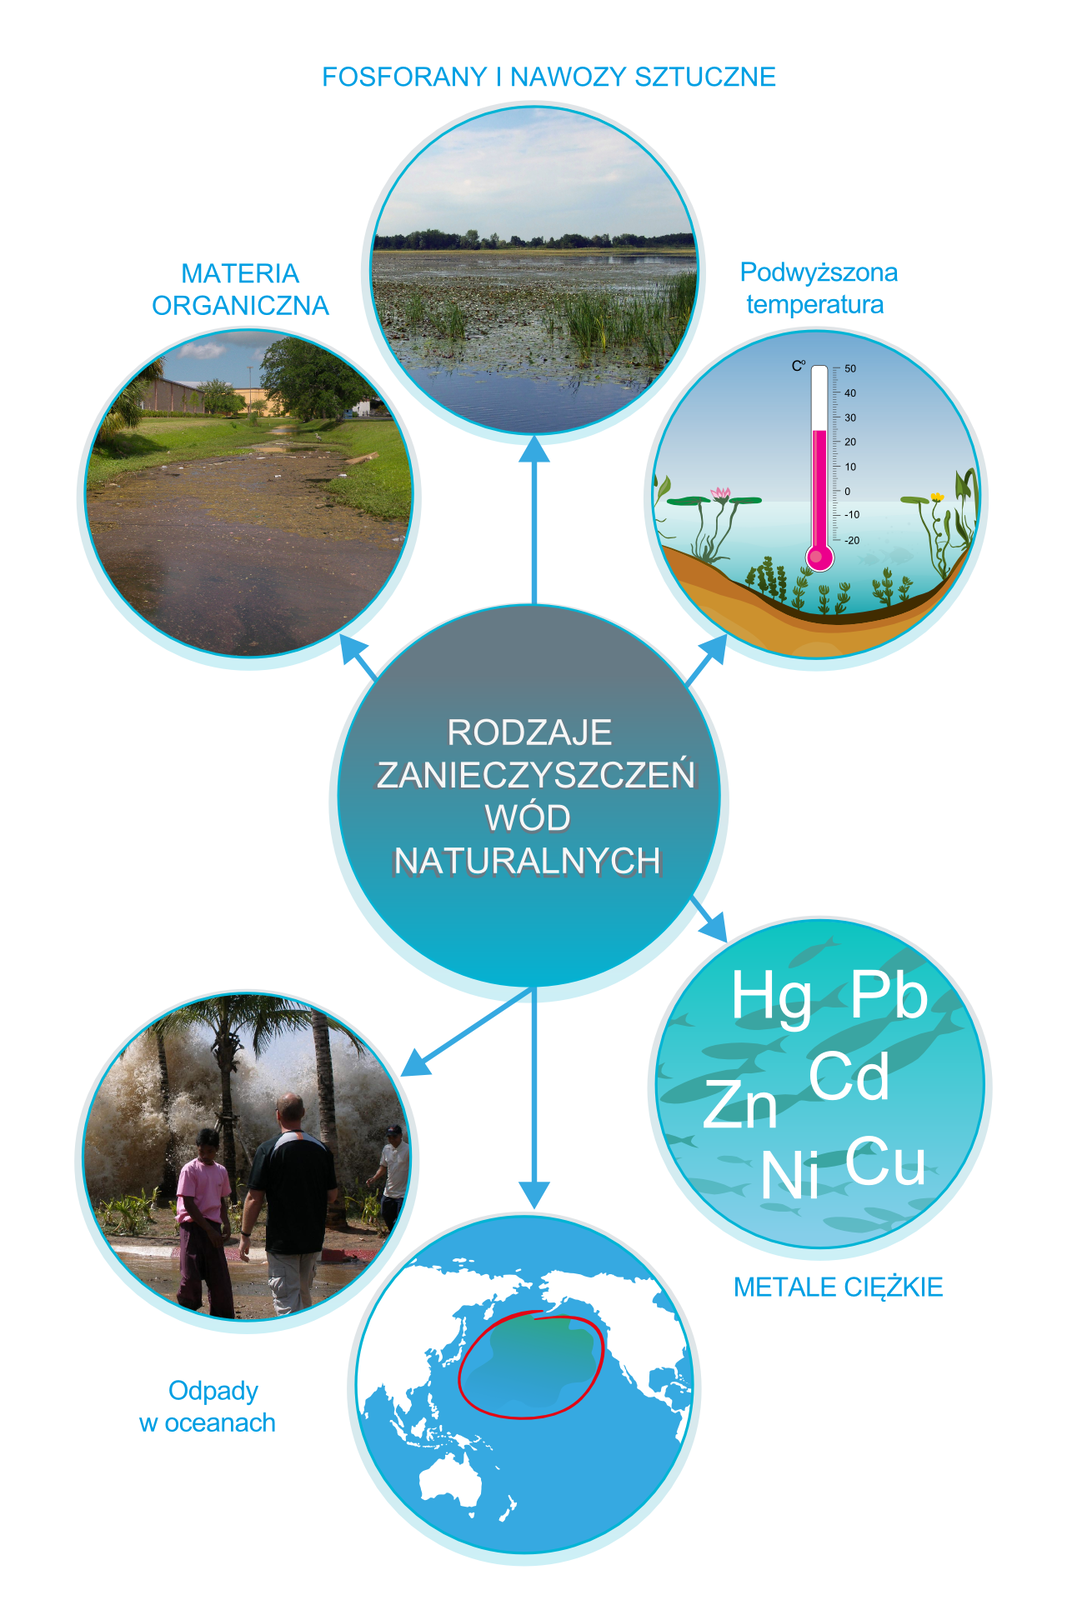 FOSFORANY I NAWOZY SZTUCZNE
MATERIA
ORGANICZNA
Podwyższona
temperatura
C°
50
40
30
20
10
0
-10
-20
RODZAJE
ZANIECZYSZCZEŃ
WÓD
NATURALNYCH
Hg Pb
Cd
Zn
Cu
Ni
METALE CIĘŻKIE
Odpady
w oceanach